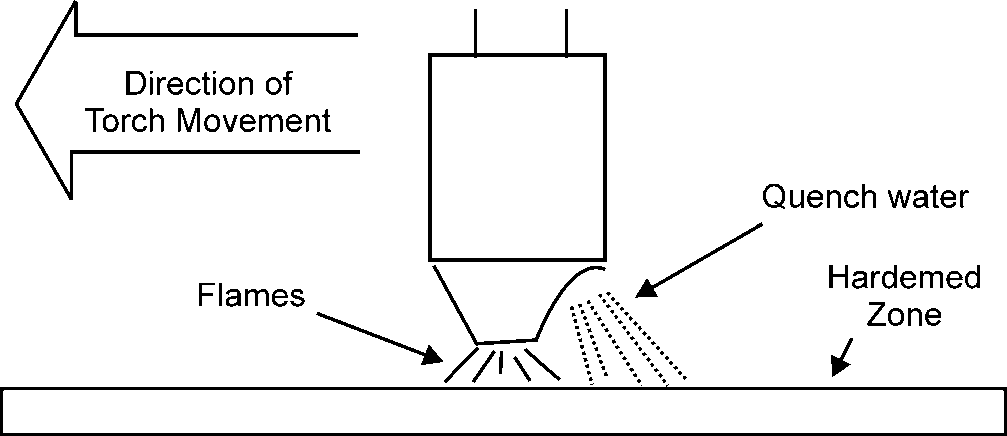 Direction of
Torch Movement
Quench water
Flames
Hardemed
Zone